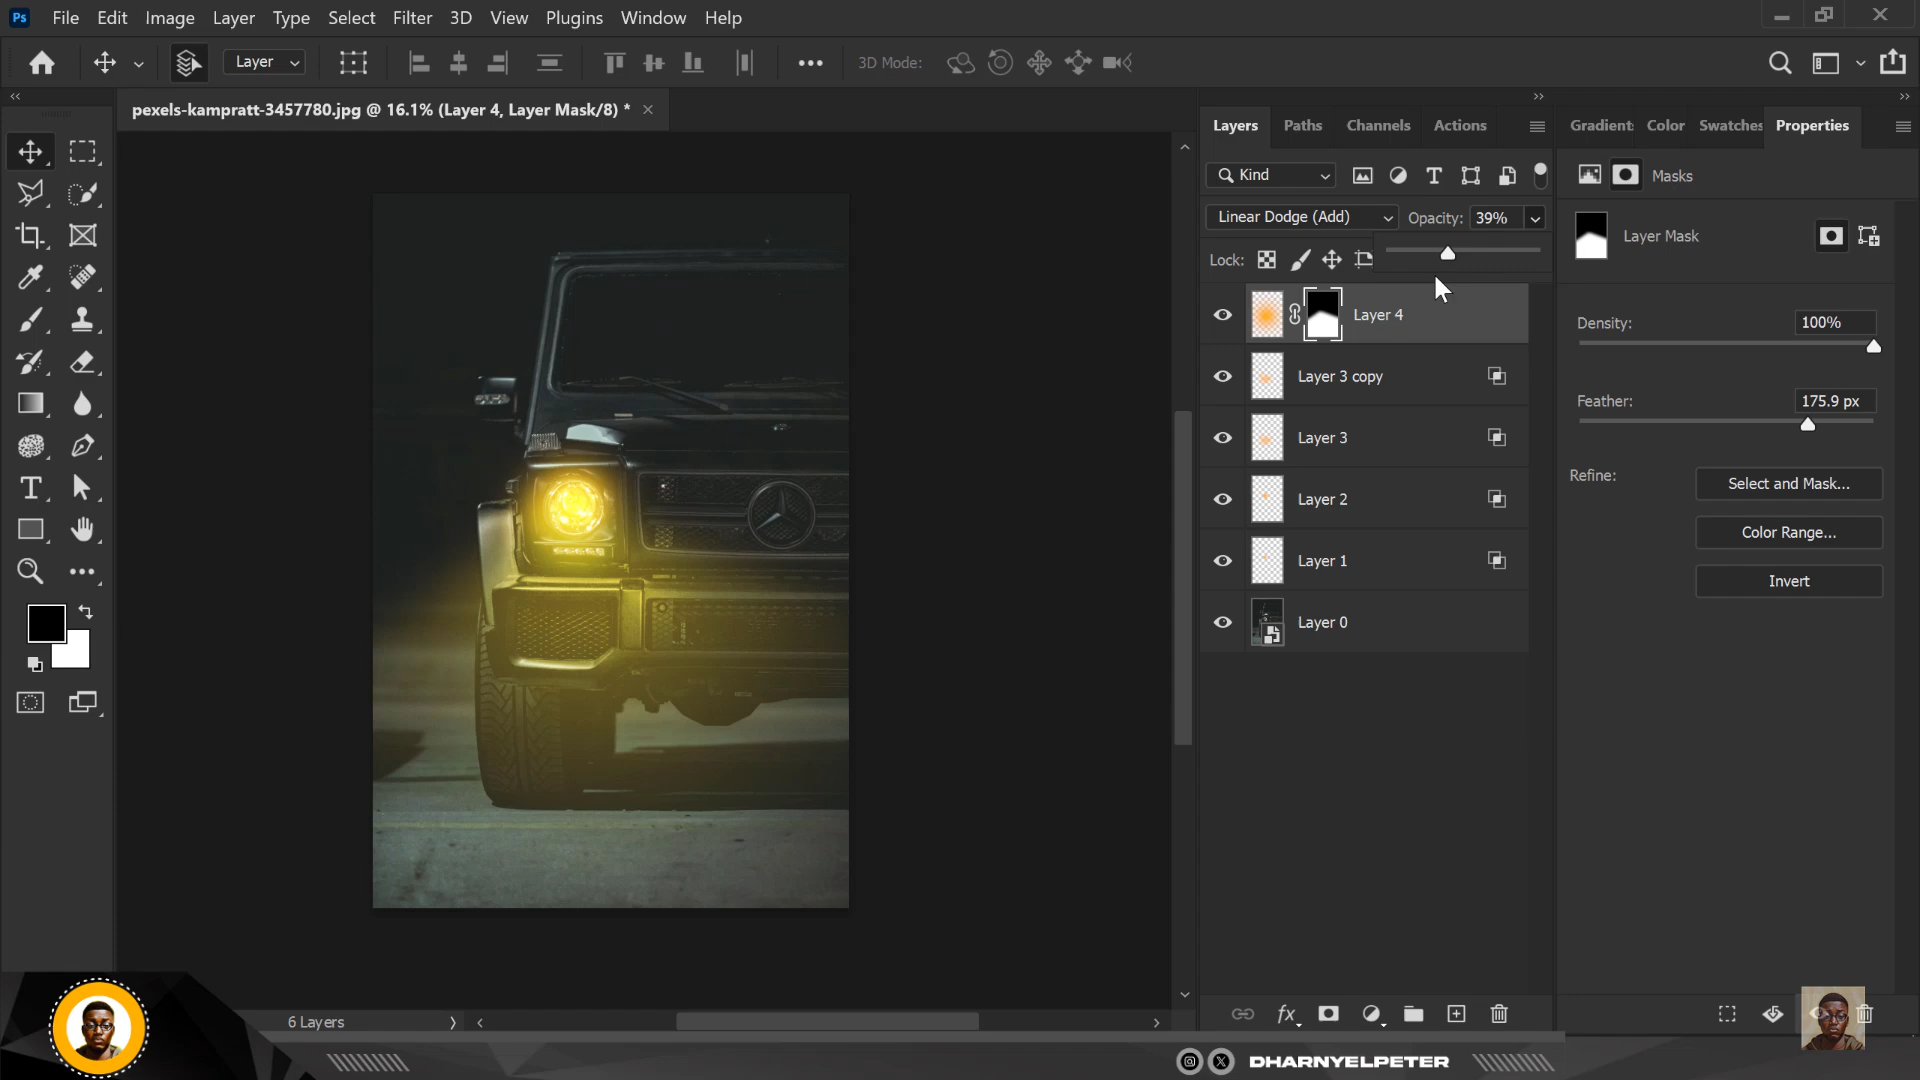 Ps File Edit Image Layer Type Select Filter 3D View Plugins Window Help
Layer 3D Mode:
pexels-kampratt-3457780.jpg @ 16.1% (Layer 4, Layer Mask/8) *
Layers Paths Channels Actions
Gradient Color Swatches Properties
Kind
Masks
Linear Dodge (Add) Opacity: 39%
Layer Mask
Lock:
Layer 4
Density: 100%
Layer 3 copy
Feather: 175.9 px
Layer 3
Refine: Select and Mask...
Layer 2
Color Range...
Layer 1
Invert
Layer 0
6 Layers
DHARNYELPETER